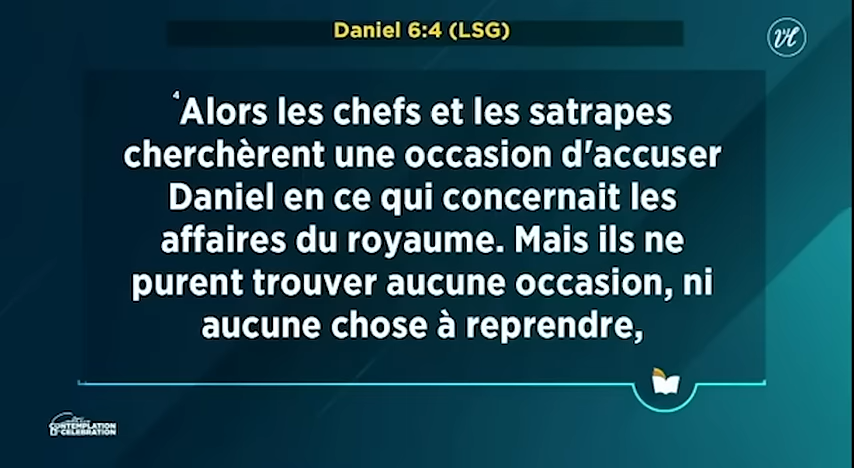 Daniel 6:4 (LSG)
4Alors les chefs et les satrapes
cherchèrent une occasion d'accuser
Daniel en ce qui concernait les
affaires du royaume. Mais ils ne
purent trouver aucune occasion, ni
aucune chose à reprendre,
CONTEMPLATION
CELEBRATION